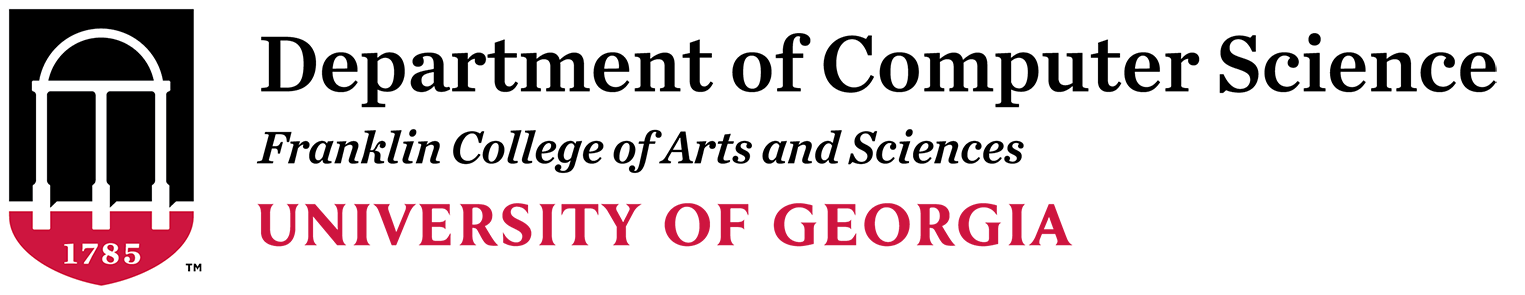 Department of Computer Science
Franklin College of Arts and Sciences
UNIVERSITY OF GEORGIA
1785
TM